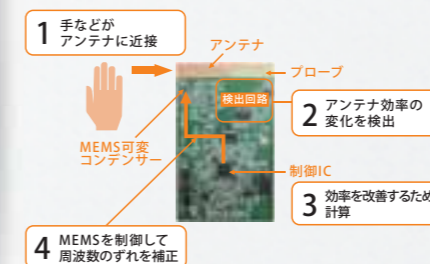 1 手などが
アンテナに近接
アンテナ
プローブ
検出回路
2 アンテナ効率の
変化を検出
MEMS可変
コンデンサー
制御IC
3 効率を改善するため
計算
4 MEMSを制御して
周波数のずれを補正